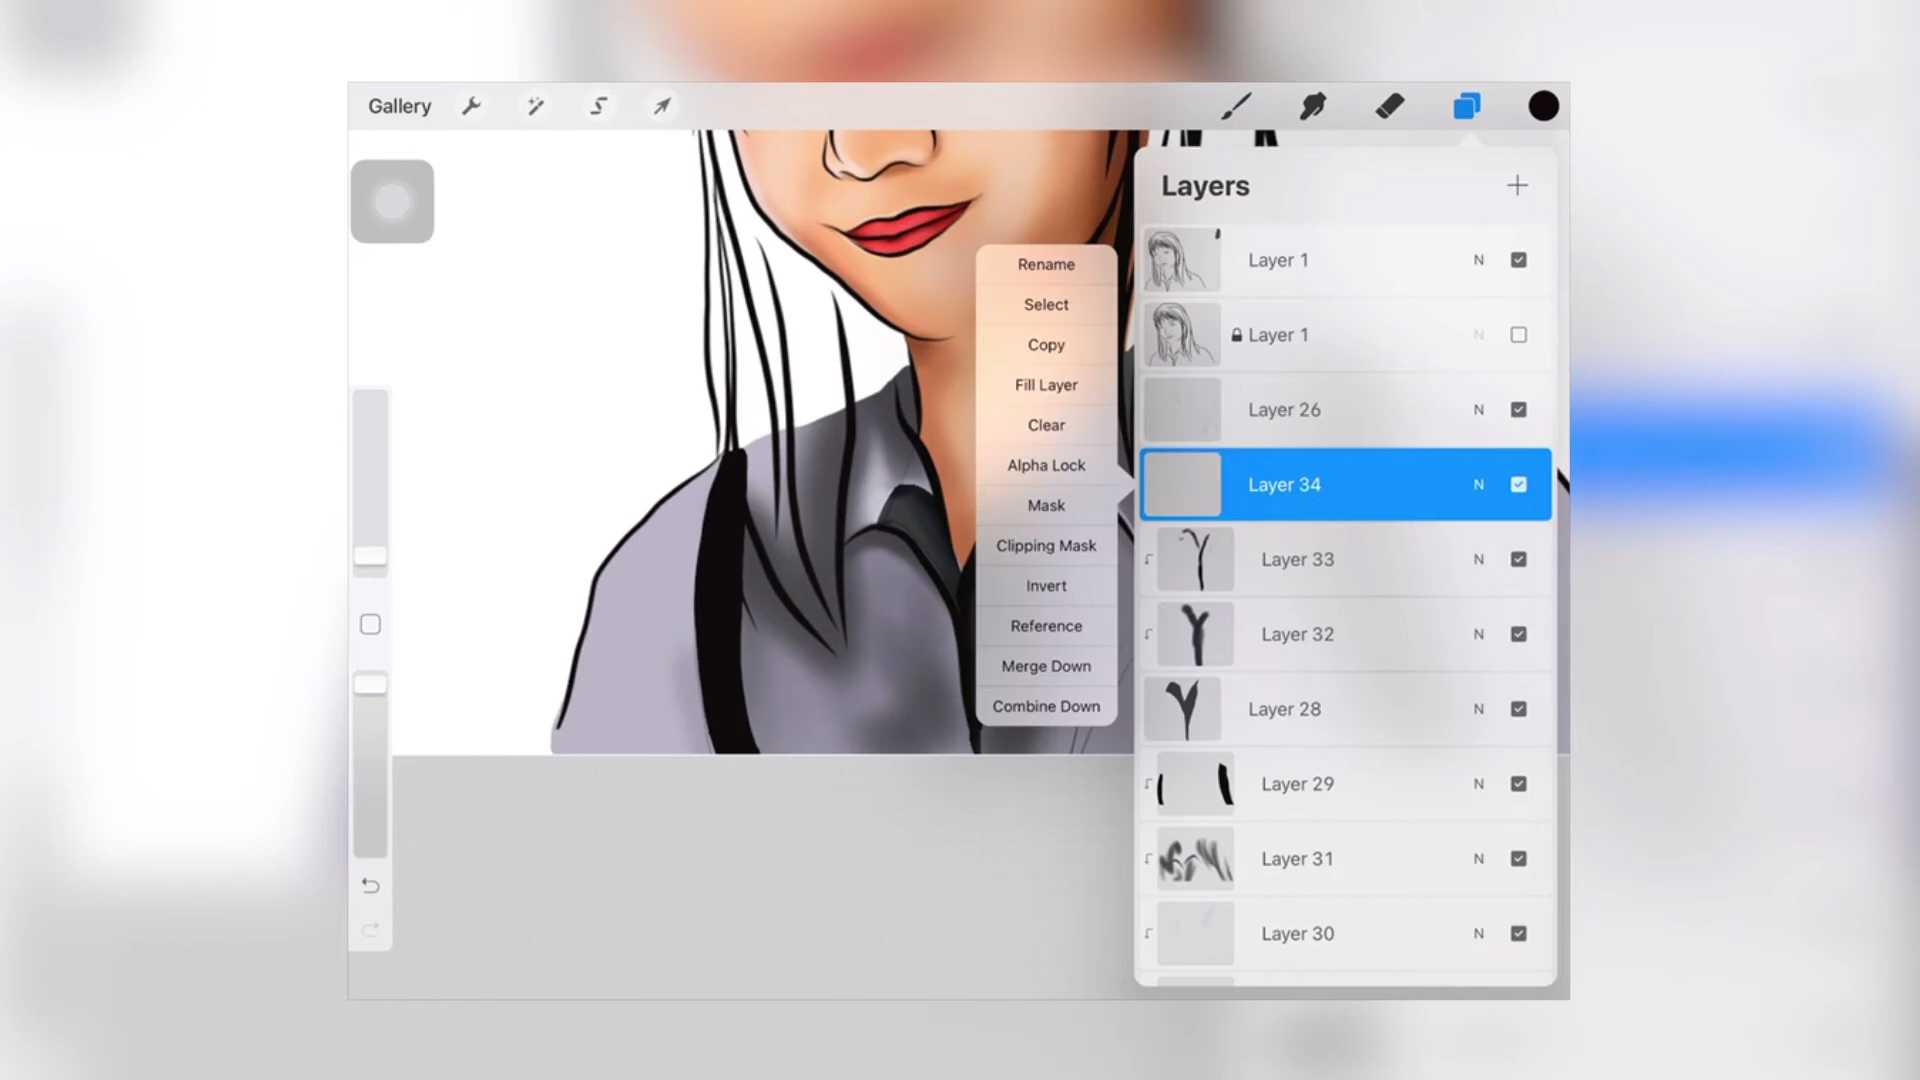 Gallery
Layers
Rename
Select
Copy
Fill Layer
Clear
Alpha Lock
Mask
Clipping Mask
Invert
Reference
Merge Down
Combine Down
Layer 1 N
Layer 1 N
Layer 26 N
Layer 34 N
Layer 33 N
Layer 32 N
Layer 28 N
Layer 29 N
Layer 31 N
Layer 30 N